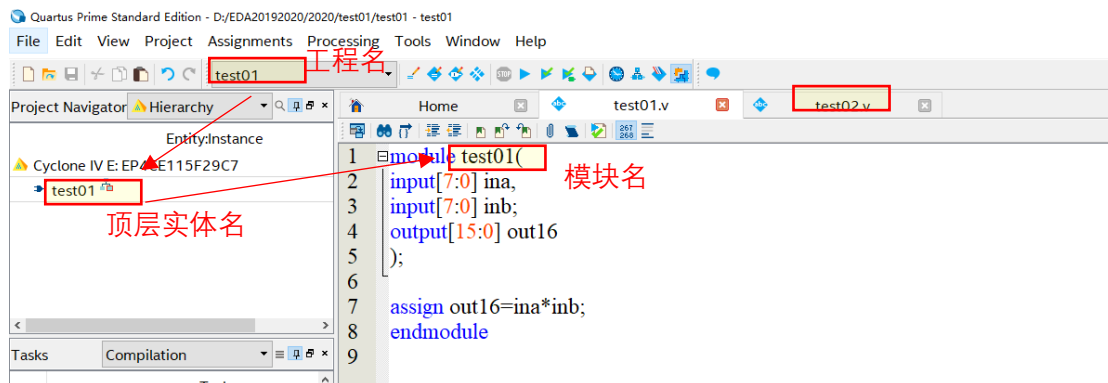 Quartus Prime Standard Edition - D:/EDA20192020/2020/test01/test01 - test01
File Edit View Project Assignments Processing Tools Window Help
test01 工程名
Project Navigator Hierarchy
Home test01.v test02.v
Entity:Instance
267
268
Cyclone IV E: EP4CE115F29C7
test01
顶层实体名
1 module test01(
模块名
2 input[7:0] ina,
3 input[7:0] inb;
4 output[15:0] out16
5 );
6
7 assign out16=ina*inb;
8 endmodule
9
Tasks Compilation